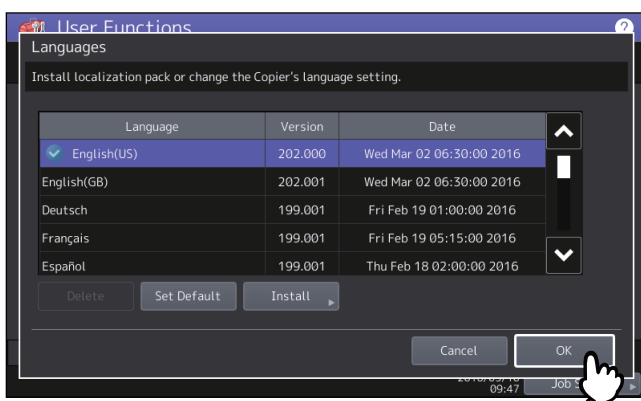 User Functions
?
Languages
Install localization pack or change the Copier's language setting.
Language Version Date
English(US) 202.000 Wed Mar 02 06:30:00 2016
English(GB) 202.001 Wed Mar 02 06:30:00 2016
Deutsch 199.001 Fri Feb 19 01:00:00 2016
Français 199.001 Fri Feb 19 05:15:00 2016
Español 199.001 Thu Feb 18 02:00:00 2016
Delete Set Default Install
Cancel OK
09:47 Job